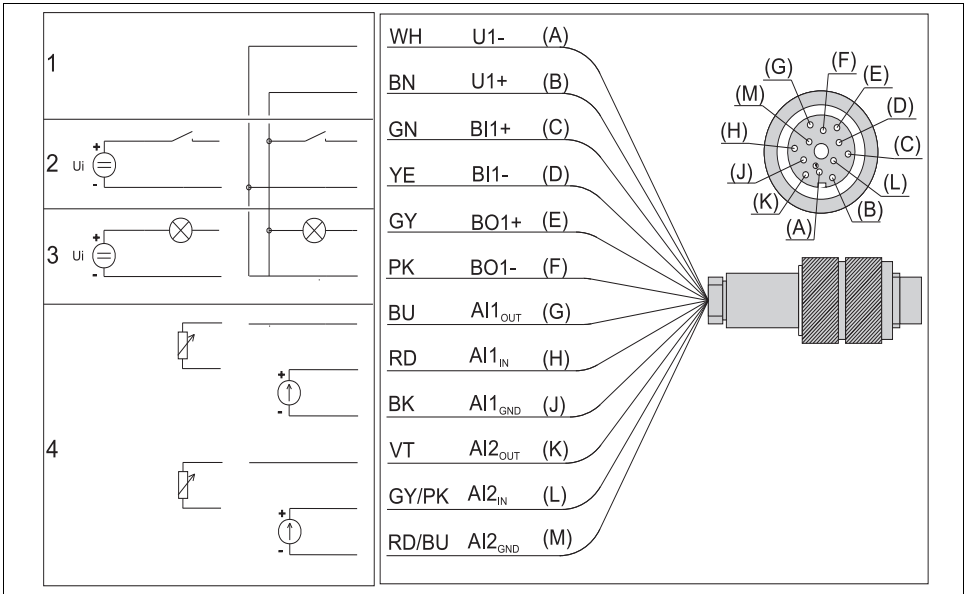 1
2 Ui + -
3 Ui + -
4
+ -
+ -
WH U1- (A)
BN U1+ (B)
GN BI1+ (C)
YE BI1- (D)
GY BO1+ (E)
PK BO1- (F)
BU AI1OUT (G)
RD AI1IN (H)
BK AI1GND (J)
VT AI2OUT (K)
GY/PK AI2IN (L)
RD/BU AI2GND (M)
(F)
(G) (E)
(M) (D)
(H) (C)
(J) (L)
(K) (B)
(A)